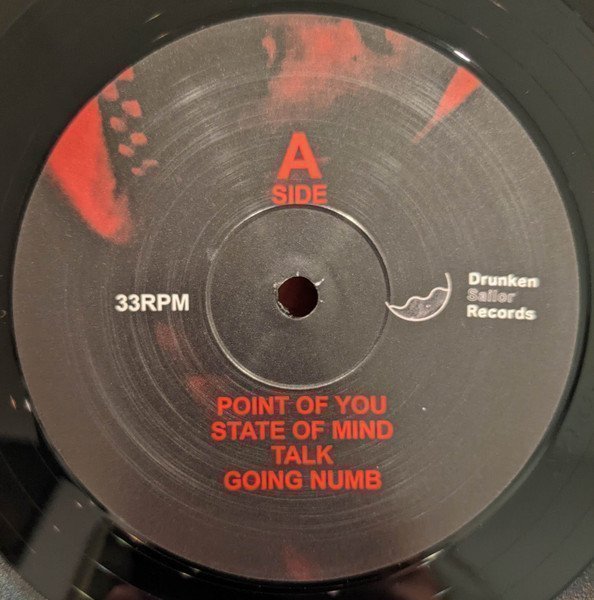 A
SIDE
33RPM
Drunken
Sailor
Records
POINT OF YOU
STATE OF MIND
TALK
GOING NUMB